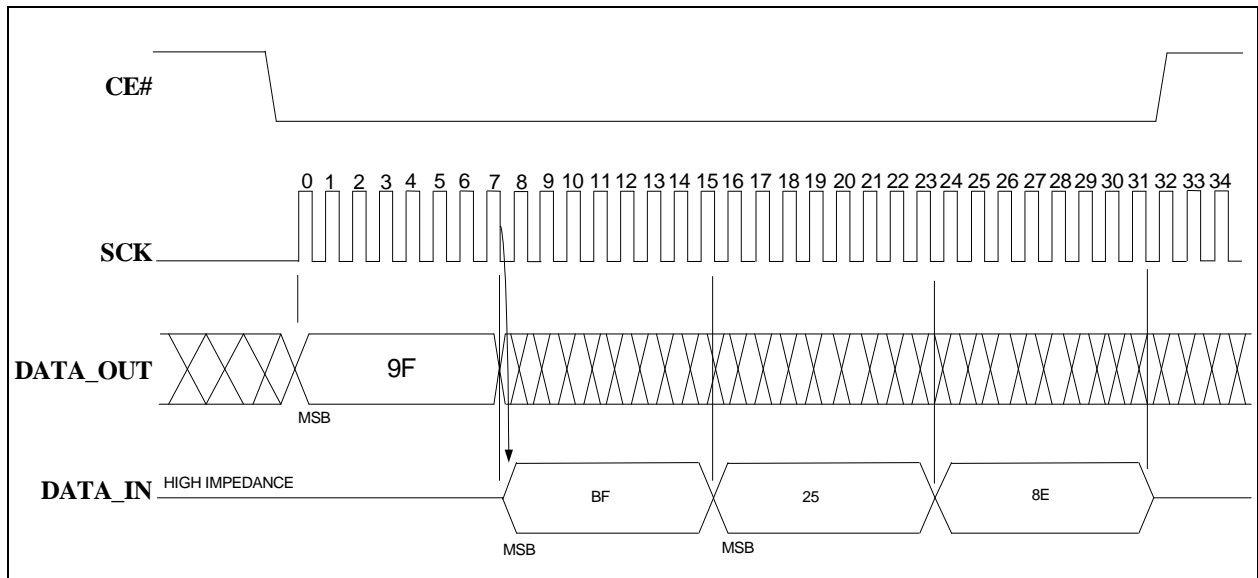 CE#
0 1 2 3 4 5 6 7 8 9 10 11 12 13 14 15 16 17 18 19 20 21 22 23 24 25 26 27 28 29 30 31 32 33 34
SCK
DATA_OUT
9F
MSB
DATA_IN
HIGH IMPEDANCE
BF
25
8E
MSB
MSB